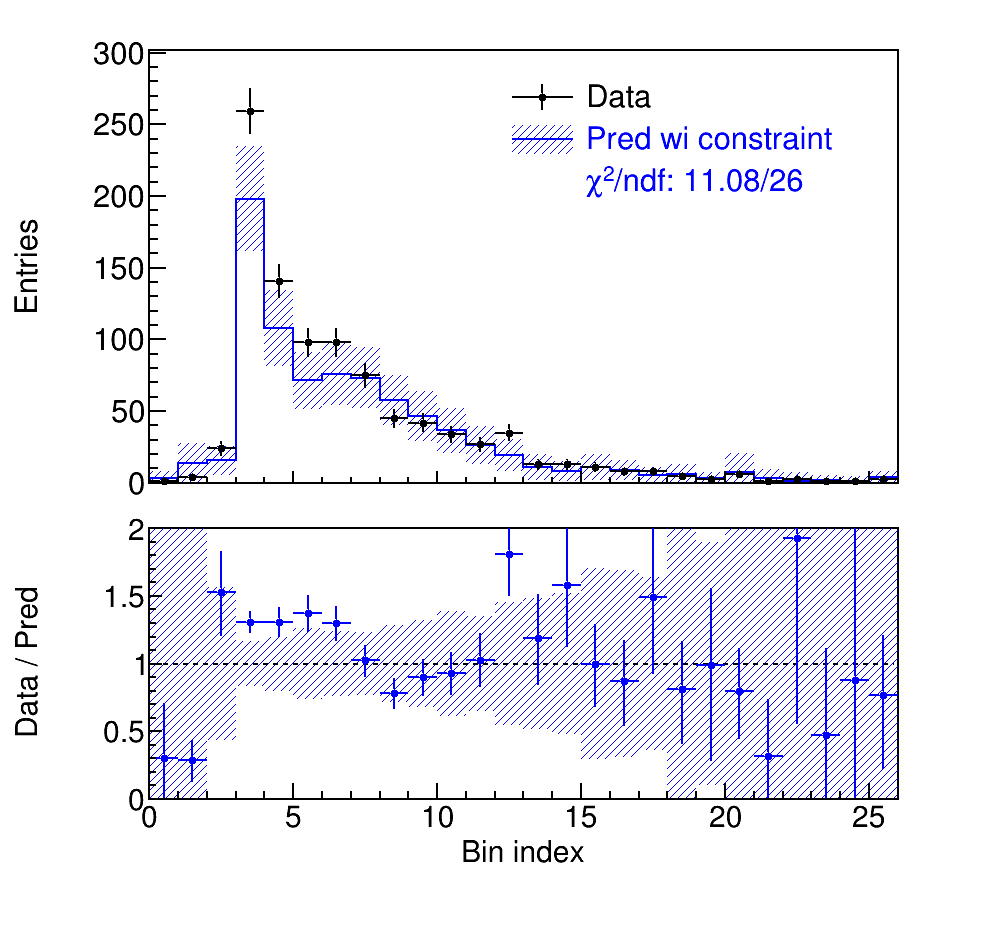 300
250
200
150
100
50
0
Entries
Data
Pred wi constraint
χ²/ndf: 11.08/26
2
1.5
1
0.5
0
Data / Pred
0 5 10 15 20 25
Bin index